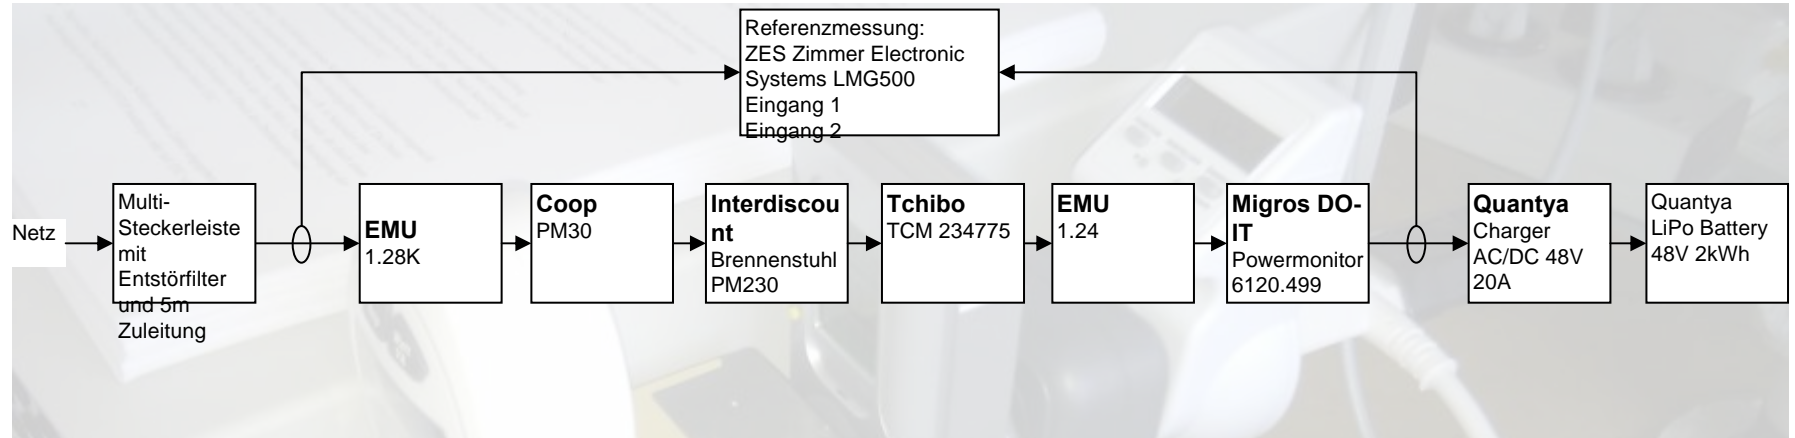 Referenzmessung:
ZES Zimmer Electronic
Systems LMG500
Eingang 1
Eingang 2
Netz
Multi-
Steckerleiste
mit
Entstörfilter
und 5m
Zuleitung
EMU
1.28K
Coop
PM30
Interdiscou
nt
Brennenstuhl
PM230
Tchibo
TCM 234775
EMU
1.24
Migros DO-
IT
Powermonitor
6120.499
Quantya
Charger
AC/DC 48V
20A
Quantya
LiPo Battery
48V 2kWh